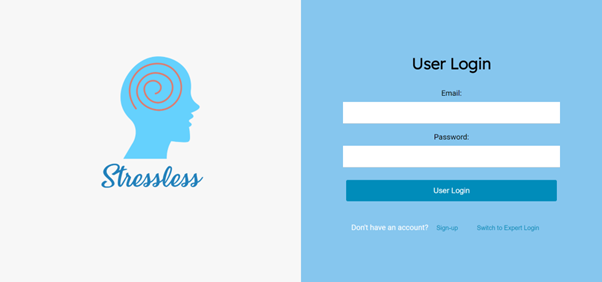 Stressless
User Login
Email:
Password:
User Login
Don't have an account? Sign-up Switch to Expert Login